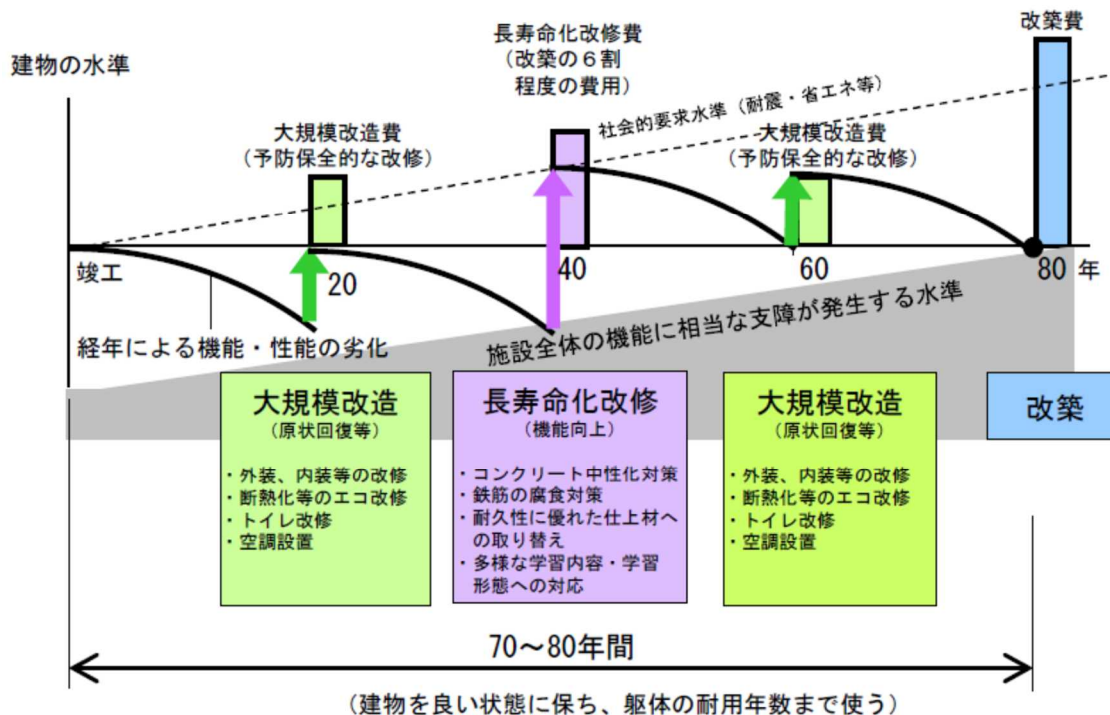 建物の水準
大規模改造費
（予防保全的な改修）
長寿命化改修費
（改築の６割
程度の費用）
社会的要求水準（耐震・省エネ等）
大規模改造費
（予防保全的な改修）
改築費
竣工
20
40
60
80 年
経年による機能・性能の劣化
施設全体の機能に相当な支障が発生する水準
大規模改造
（原状回復等）
・外装、内装等の改修
・断熱化等のエコ改修
・トイレ改修
・空調設置
長寿命化改修
（機能向上）
・コンクリート中性化対策
・鉄筋の腐食対策
・耐久性に優れた仕上材へ
の取り替え
・多様な学習内容・学習
形態への対応
大規模改造
（原状回復等）
・外装、内装等の改修
・断熱化等のエコ改修
・トイレ改修
・空調設置
改築
70～80年間
（建物を良い状態に保ち、躯体の耐用年数まで使う）